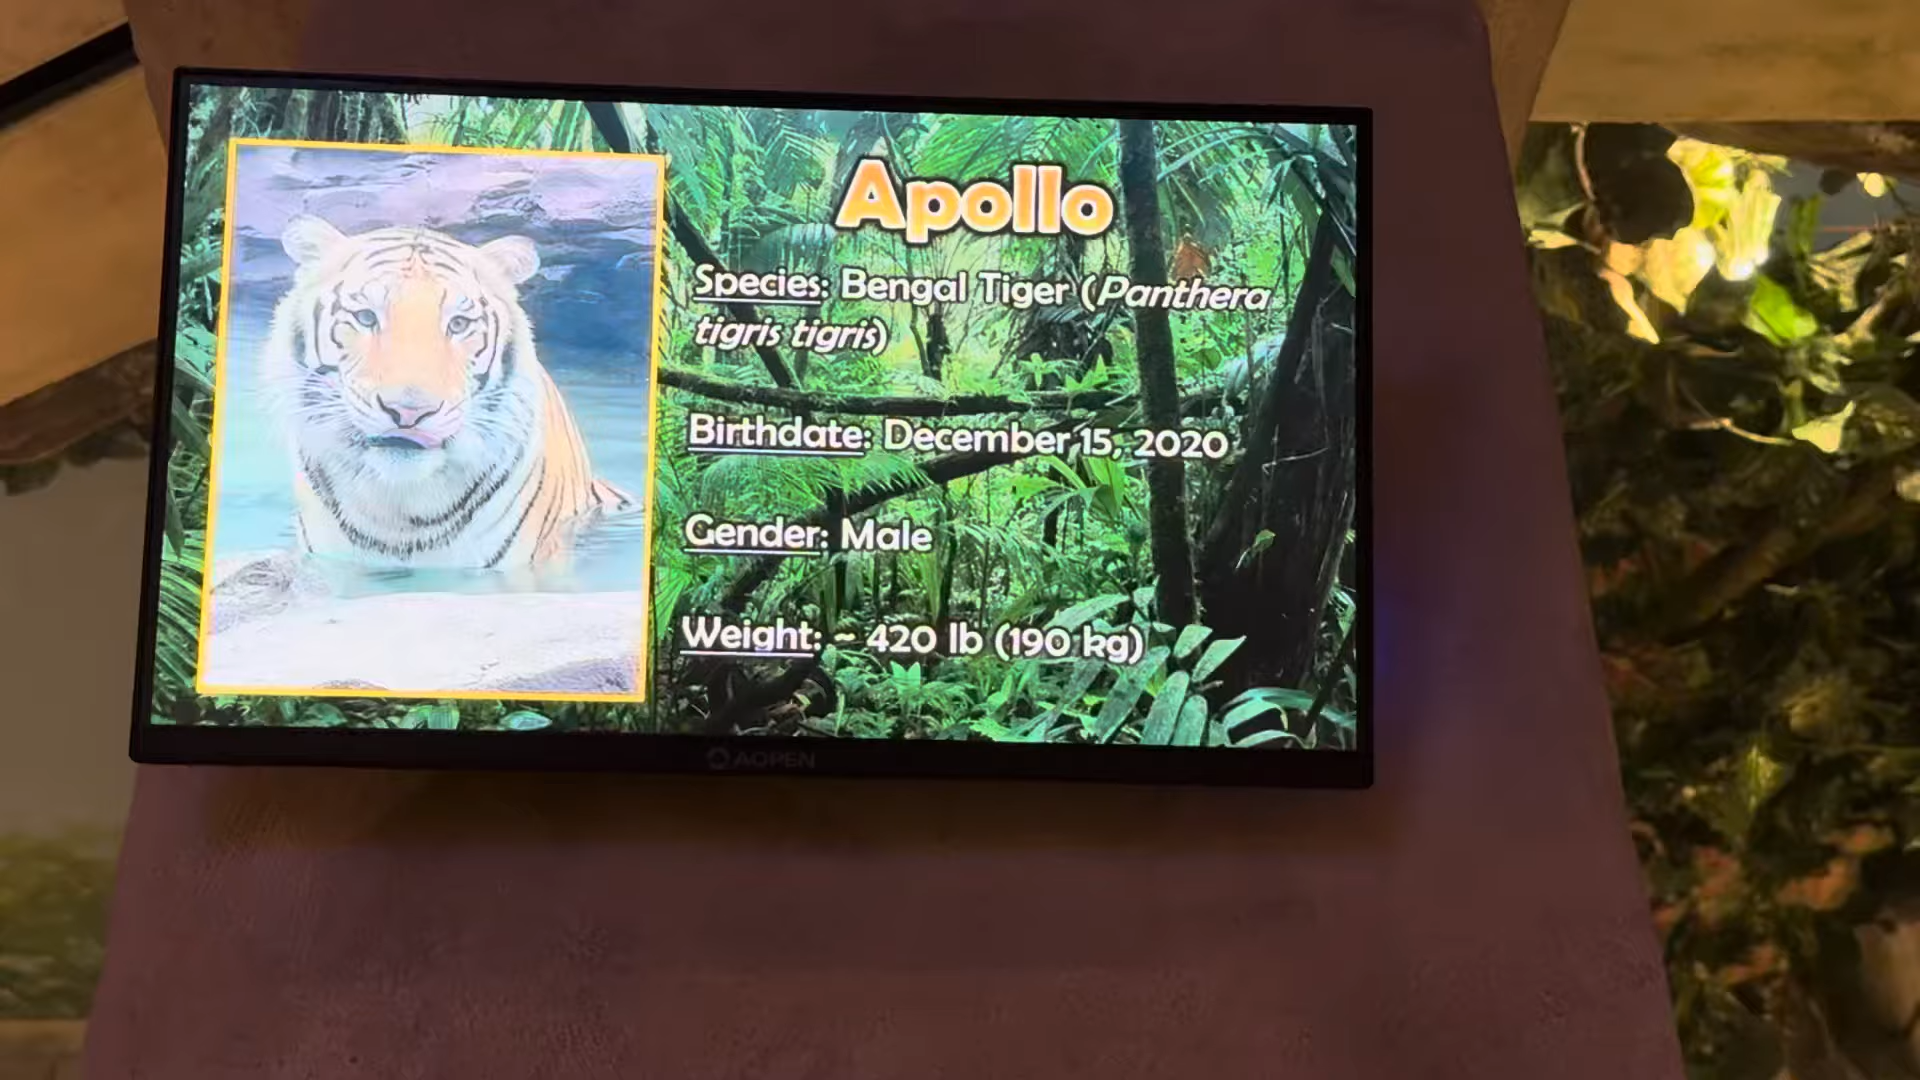 Apollo
Species: Bengal Tiger (Panthera
tigris tigris)
Birthdate: December 15, 2020
Gender: Male
Weight: ~ 420 lb (190 kg)
AOPEN